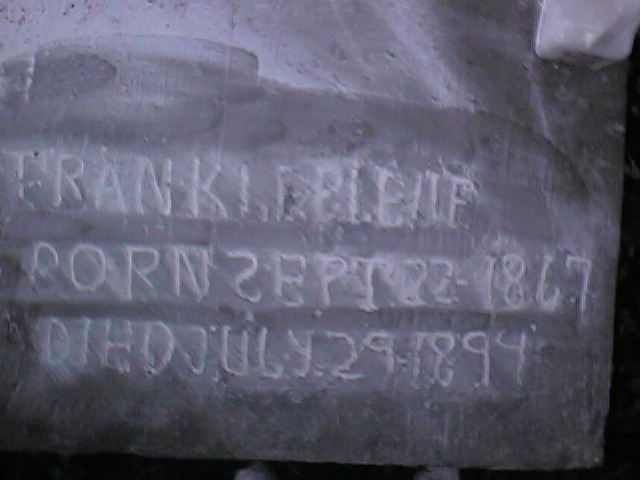 FRANK
BORN SEPT 22 1867
DIED JULY 29 1894